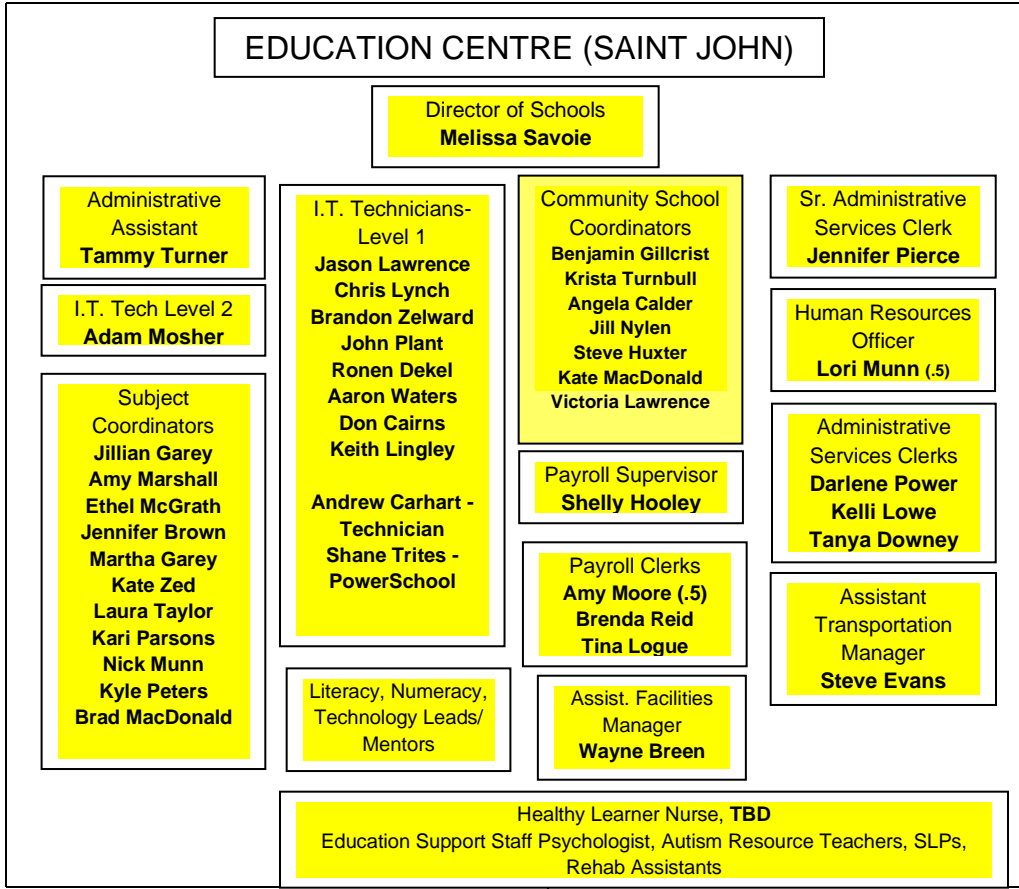 EDUCATION CENTRE (SAINT JOHN)
Director of Schools
Melissa Savoie
Administrative
Assistant
Tammy Turner
I.T. Tech Level 2
Adam Mosher
Subject
Coordinators
Jillian Garey
Amy Marshall
Ethel McGrath
Jennifer Brown
Martha Garey
Kate Zed
Laura Taylor
Kari Parsons
Nick Munn
Kyle Peters
Brad MacDonald
I.T. Technicians-
Level 1
Jason Lawrence
Chris Lynch
Brandon Zelward
John Plant
Ronen Dekel
Aaron Waters
Don Cairns
Keith Lingley
Andrew Carhart -
Technician
Shane Trites -
PowerSchool
Literacy, Numeracy,
Technology Leads/
Mentors
Community School
Coordinators
Benjamin Gillcrist
Krista Turnbull
Angela Calder
Jill Nylen
Steve Huxter
Kate MacDonald
Victoria Lawrence
Payroll Supervisor
Shelly Hooley
Payroll Clerks
Amy Moore (.5)
Brenda Reid
Tina Logue
Assist. Facilities
Manager
Wayne Breen
Sr. Administrative
Services Clerk
Jennifer Pierce
Human Resources
Officer
Lori Munn (.5)
Administrative
Services Clerks
Darlene Power
Kelli Lowe
Tanya Downey
Assistant
Transportation
Manager
Steve Evans
Healthy Learner Nurse, TBD
Education Support Staff Psychologist, Autism Resource Teachers, SLPs,
Rehab Assistants